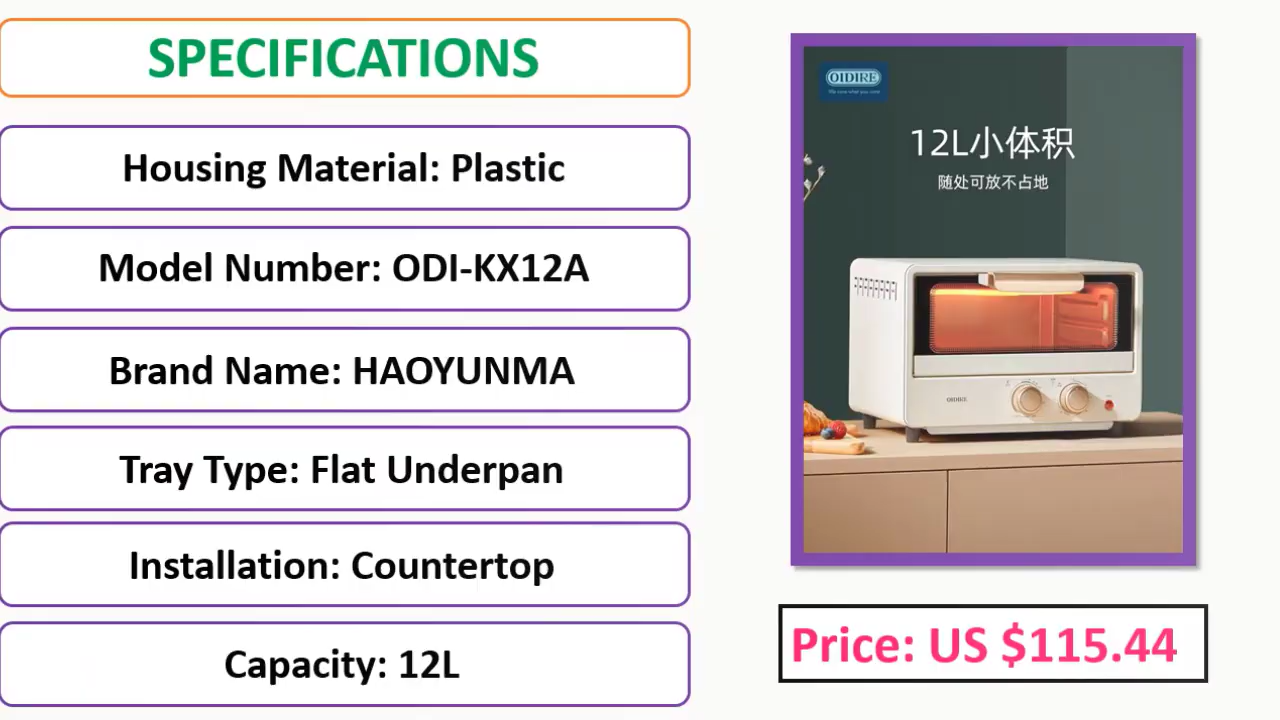 SPECIFICATIONS
Housing Material: Plastic
Model Number: ODI-KX12A
Brand Name: HAOYUNMA
Tray Type: Flat Underpan
Installation: Countertop
Capacity: 12L
OIDIRE
12L小体积
随处可放不占地
OIDIRE
Price: US $115.44